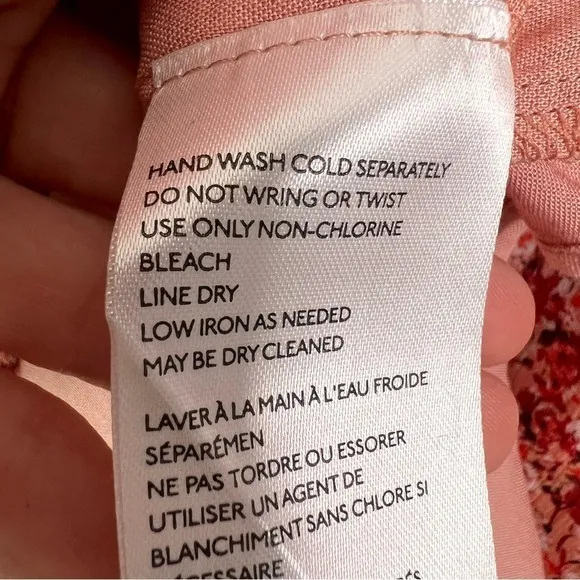 HAND WASH COLD SEPARATELY
DO NOT WRING OR TWIST
USE ONLY NON-CHLORINE
BLEACH
LINE DRY
LOW IRON AS NEEDED
MAY BE DRY CLEANED
LAVER À LA MAIN À L'EAU FROIDE
SÉPARÉMEN
NE PAS TORDRE OU ESSORER
UTILISER UN AGENT DE
BLANCHIMENT SANS CHLORE SI
NÉCESSAIRE